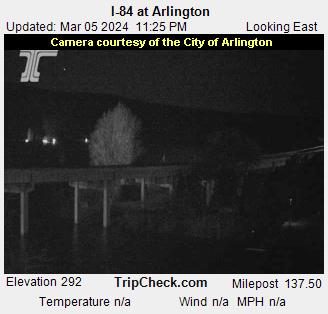 I-84 at Arlington
Updated: Mar 05 2024 11:25 PM Looking East
Camera courtesy of the City of Arlington
Elevation 292 TripCheck.com Milepost 137.50
Temperature n/a Wind n/a MPH n/a